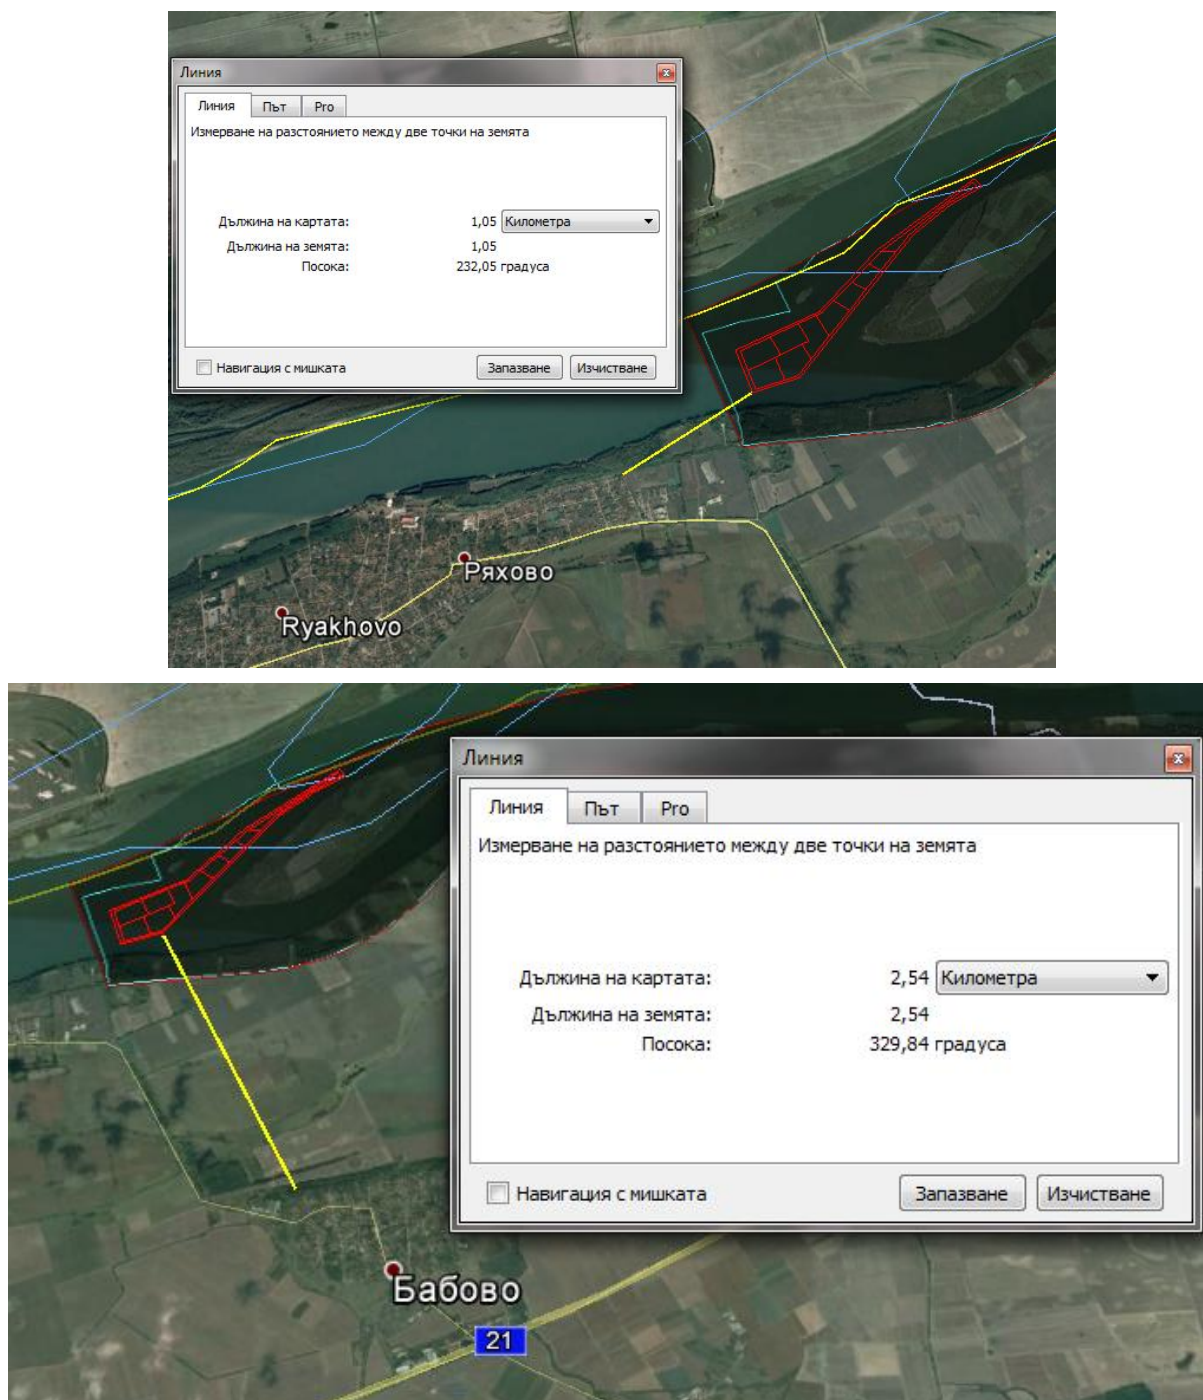 Линия
Линия Път Pro
Измерване на разстоянието между две точки на земята
Дължина на картата: 1,05 Километра
Дължина на земята: 1,05
Посока: 232,05 градуса
Навигация с мишката Запазване Изчистване
Ряхово
Ryakhovo
Линия
Линия Път Pro
Измерване на разстоянието между две точки на земята
Дължина на картата: 2,54 Километра
Дължина на земята: 2,54
Посока: 329,84 градуса
Навигация с мишката Запазване Изчистване
Бабово
21